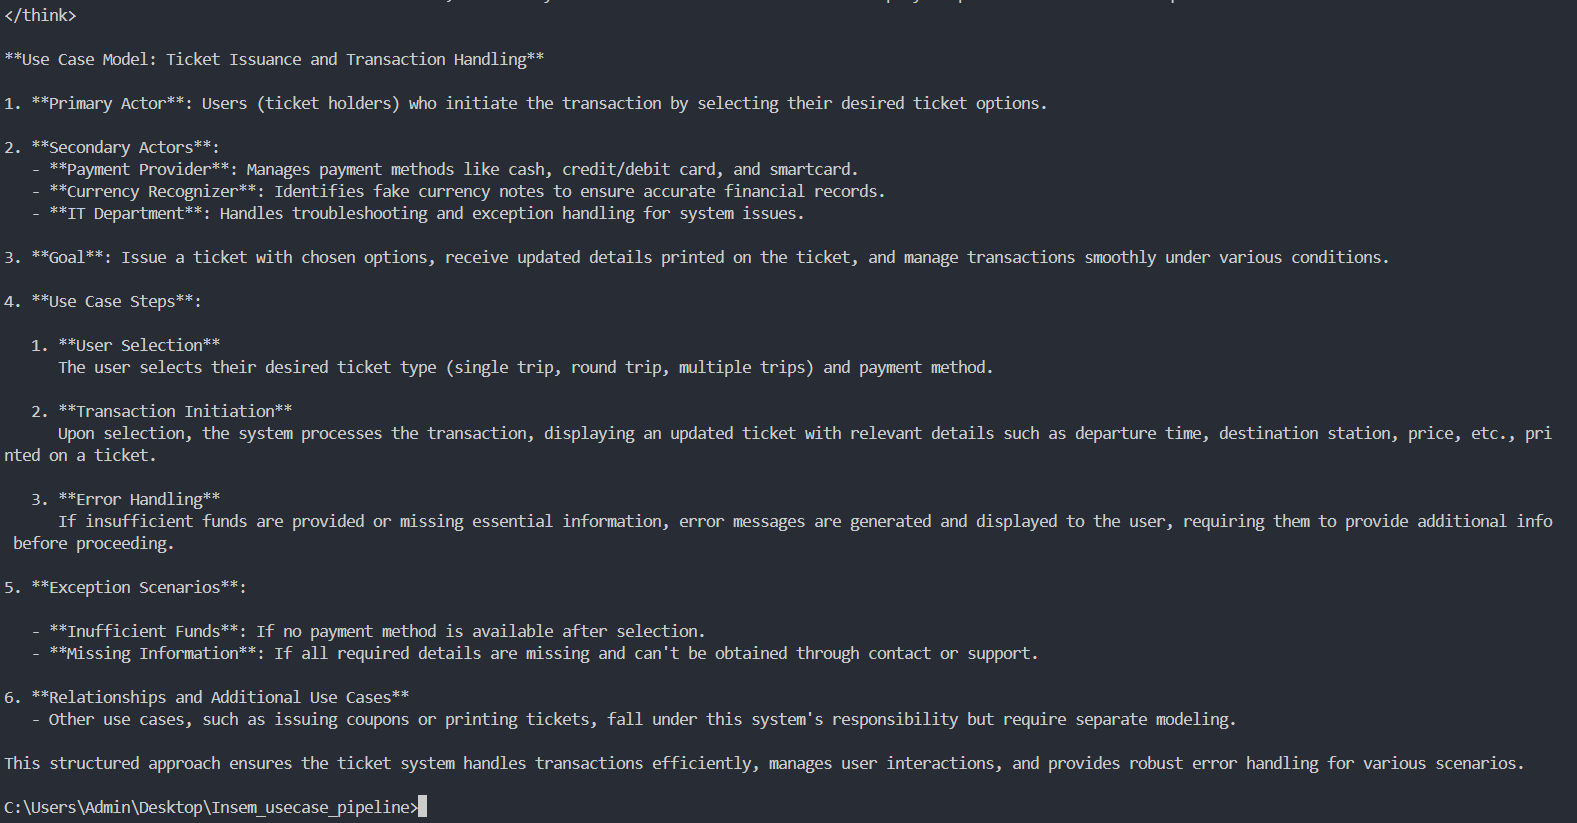 </think>
**Use Case Model: Ticket Issuance and Transaction Handling**
1. **Primary Actor**: Users (ticket holders) who initiate the transaction by selecting their desired ticket options.
2. **Secondary Actors**:
- **Payment Provider**: Manages payment methods like cash, credit/debit card, and smartcard.
- **Currency Recognizer**: Identifies fake currency notes to ensure accurate financial records.
- **IT Department**: Handles troubleshooting and exception handling for system issues.
3. **Goal**: Issue a ticket with chosen options, receive updated details printed on the ticket, and manage transactions smoothly under various conditions.
4. **Use Case Steps**:
1. **User Selection**
The user selects their desired ticket type (single trip, round trip, multiple trips) and payment method.
2. **Transaction Initiation**
Upon selection, the system processes the transaction, displaying an updated ticket with relevant details such as departure time, destination station, price, etc., pri
nted on a ticket.
3. **Error Handling**
If insufficient funds are provided or missing essential information, error messages are generated and displayed to the user, requiring them to provide additional info
before proceeding.
5. **Exception Scenarios**:
- **Inufficient Funds**: If no payment method is available after selection.
- **Missing Information**: If all required details are missing and can't be obtained through contact or support.
6. **Relationships and Additional Use Cases**
- Other use cases, such as issuing coupons or printing tickets, fall under this system's responsibility but require separate modeling.
This structured approach ensures the ticket system handles transactions efficiently, manages user interactions, and provides robust error handling for various scenarios.
C:\Users\Admin\Desktop\Insem_usecase_pipeline>